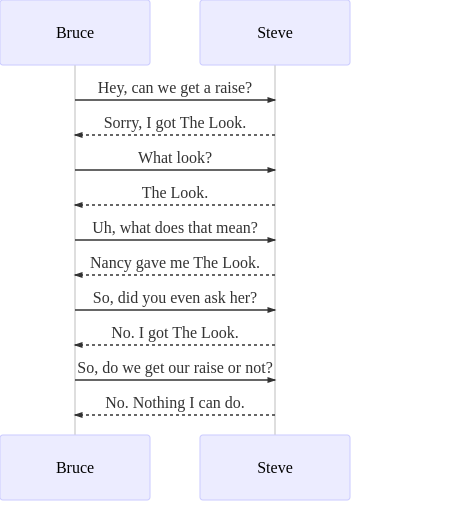 Bruce
Steve
Hey, can we get a raise?
Sorry, I got The Look.
What look?
The Look.
Uh, what does that mean?
Nancy gave me The Look.
So, did you even ask her?
No. I got The Look.
So, do we get our raise or not?
No. Nothing I can do.
Bruce
Steve